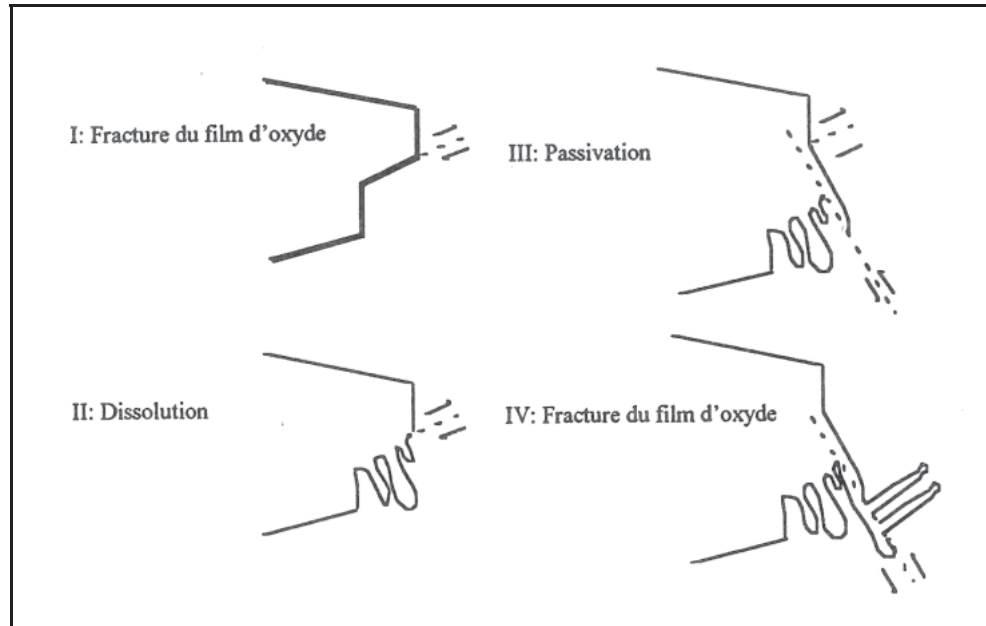 I: Fracture du film d'oxyde
III: Passivation
II: Dissolution
IV: Fracture du film d'oxyde